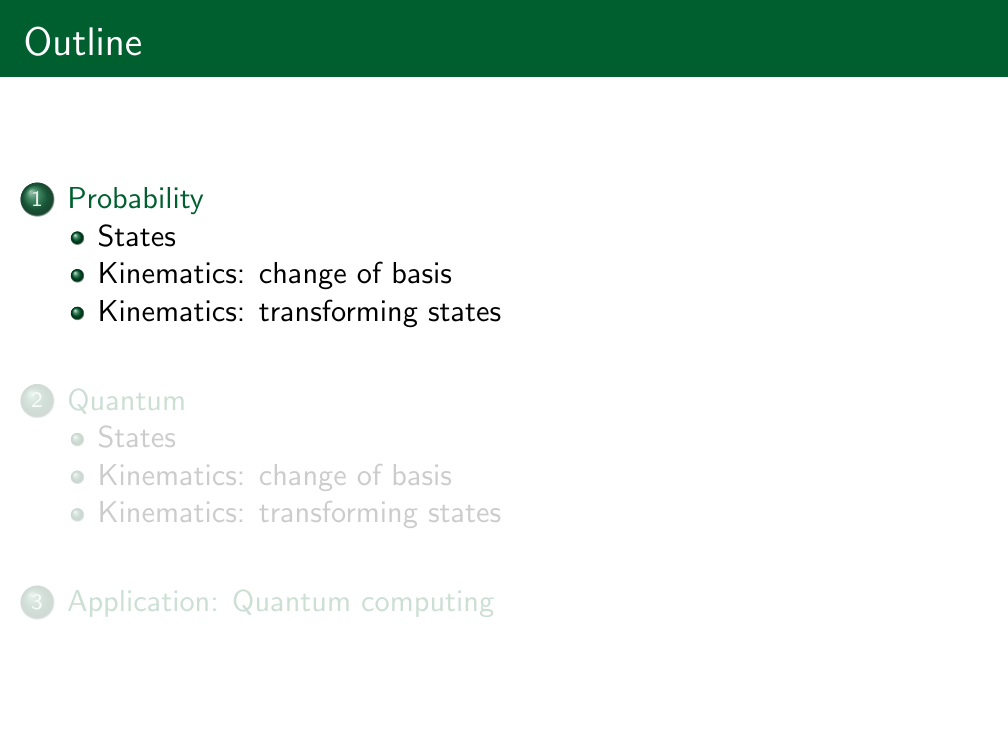 Outline
1 Probability
States
Kinematics: change of basis
Kinematics: transforming states
2 Quantum
States
Kinematics: change of basis
Kinematics: transforming states
3 Application: Quantum computing